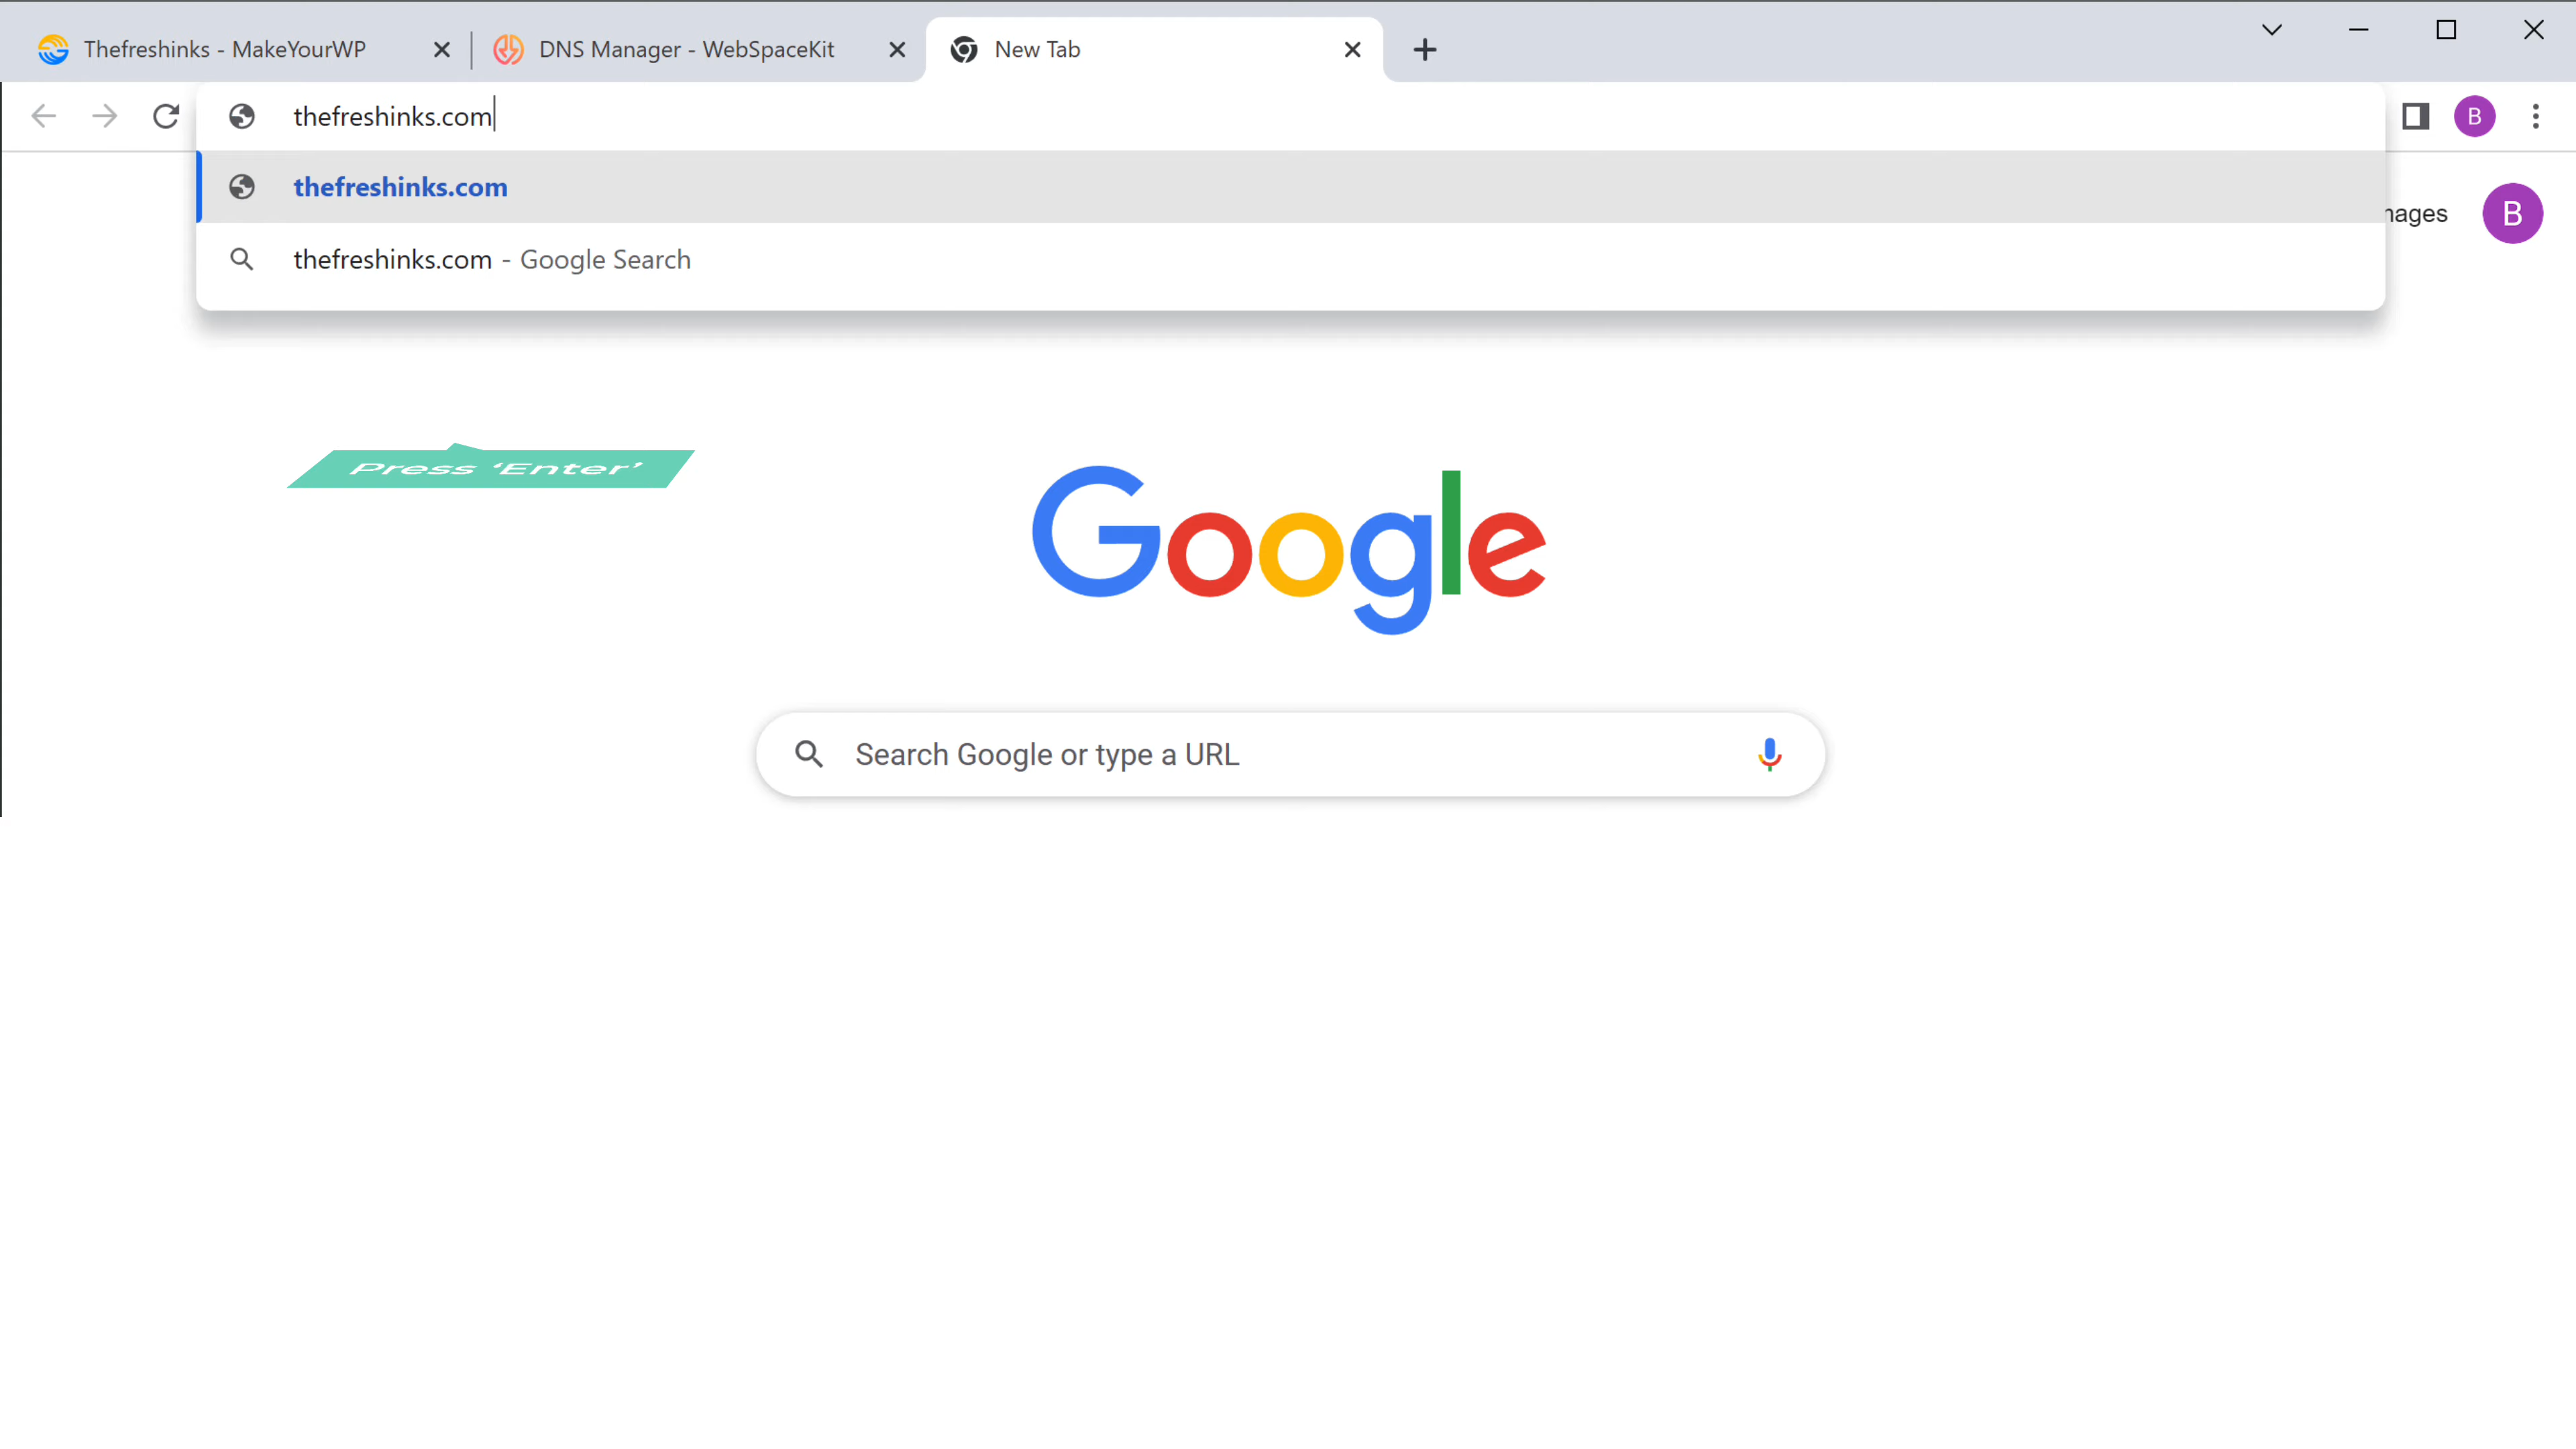 Thefreshinks - MakeYourWP
DNS Manager - WebSpaceKit
New Tab
thefreshinks.com
B
thefreshinks.com
mages
B
thefreshinks.com - Google Search
Press ‘Enter’
Google
Search Google or type a URL